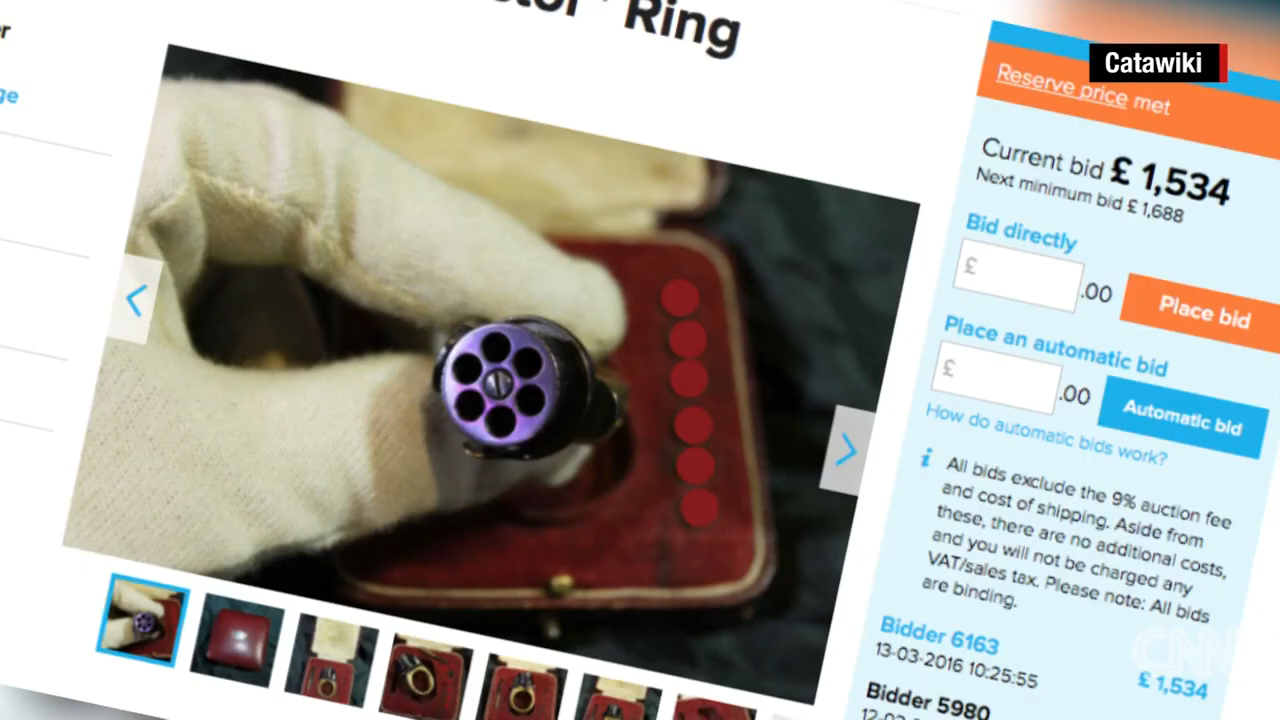 Ring
Catawiki
Reserve price met
Current bid £ 1,534
Next minimum bid £ 1,688
Bid directly
£
.00
Place bid
Place an automatic bid
£
.00
Automatic bid
How do automatic bids work?
All bids exclude the 9% auction fee
and cost of shipping. Aside from
these, there are no additional costs,
and you will not be charged any
VAT/sales tax. Please note: All bids
are binding.
Bidder 6163
13-03-2016 10:25:55
£ 1,534
Bidder 5980
CNN